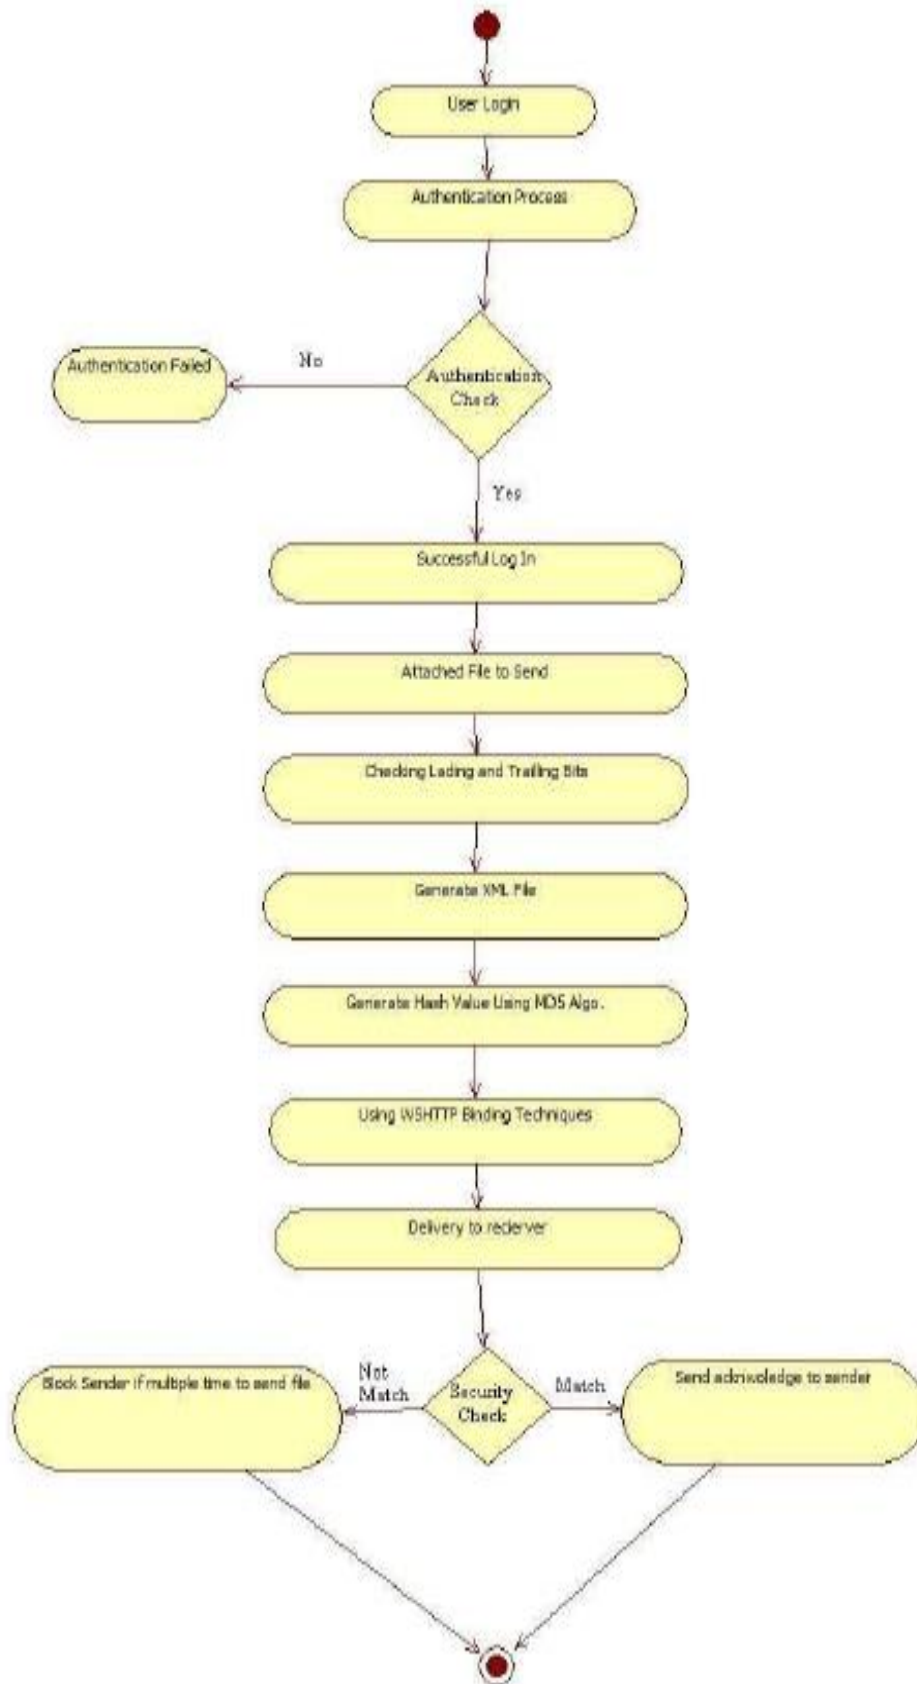 User Login
Authentication Process
Authentication Failed
No
Authentication
Check
Yes
Successful Log In
Attached File to Send
Checking Lading and Trailing Bits
Generate XML File
Generate Hash Value Using MD5 Algo.
Using WSHTTP Binding Techniques
Delivery to reciever
Block Sender if multiple time to send file
Not
Match
Security
Check
Match
Send acknwoledge to sender